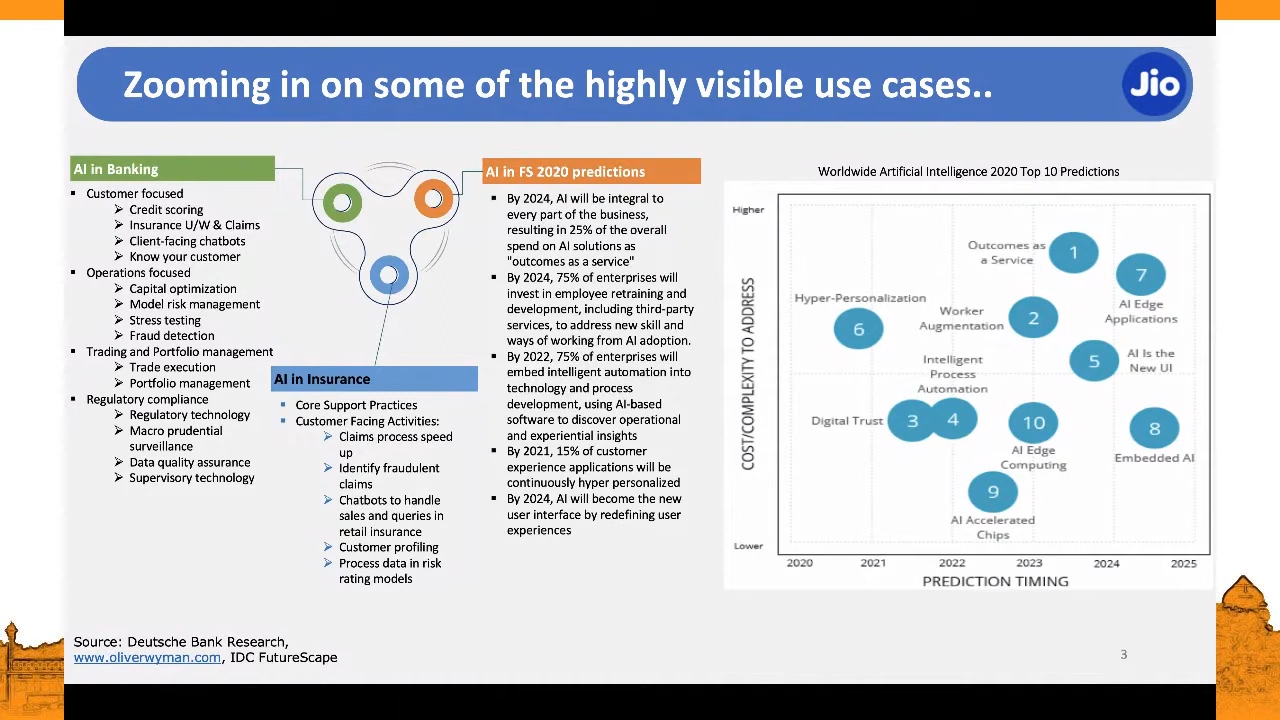 Zooming in on some of the highly visible use cases..
Jio
AI in Banking
▪ Customer focused
➢ Credit scoring
➢ Insurance U/W & Claims
➢ Client-facing chatbots
➢ Know your customer
▪ Operations focused
➢ Capital optimization
➢ Model risk management
➢ Stress testing
➢ Fraud detection
▪ Trading and Portfolio management
➢ Trade execution
➢ Portfolio management
▪ Regulatory compliance
➢ Regulatory technology
➢ Macro prudential
surveillance
➢ Data quality assurance
➢ Supervisory technology
AI in Insurance
▪ Core Support Practices
▪ Customer Facing Activities:
➢ Claims process speed
up
➢ Identify fraudulent
claims
➢ Chatbots to handle
sales and queries in
retail insurance
➢ Customer profiling
➢ Process data in risk
rating models
AI in FS 2020 predictions
▪ By 2024, AI will be integral to
every part of the business,
resulting in 25% of the overall
spend on AI solutions as
"outcomes as a service"
▪ By 2024, 75% of enterprises will
invest in employee retraining and
development, including third-party
services, to address new skill and
ways of working from AI adoption.
▪ By 2022, 75% of enterprises will
embed intelligent automation into
technology and process
development, using AI-based
software to discover operational
and experiential insights
▪ By 2021, 15% of customer
experience applications will be
continuously hyper personalized
▪ By 2024, AI will become the new
user interface by redefining user
experiences
Worldwide Artificial Intelligence 2020 Top 10 Predictions
Higher
COST/COMPLEXITY TO ADDRESS
Lower
Outcomes as
a Service
1
7
AI Edge
Applications
Hyper-Personalization
6
Worker
Augmentation
2
5
AI Is the
New UI
Intelligent
Process
Automation
Digital Trust
3
4
10
AI Edge
Computing
8
Embedded AI
9
AI Accelerated
Chips
2020 2021 2022 2023 2024 2025
PREDICTION TIMING
Source: Deutsche Bank Research,
www.oliverwyman.com, IDC FutureScape
3